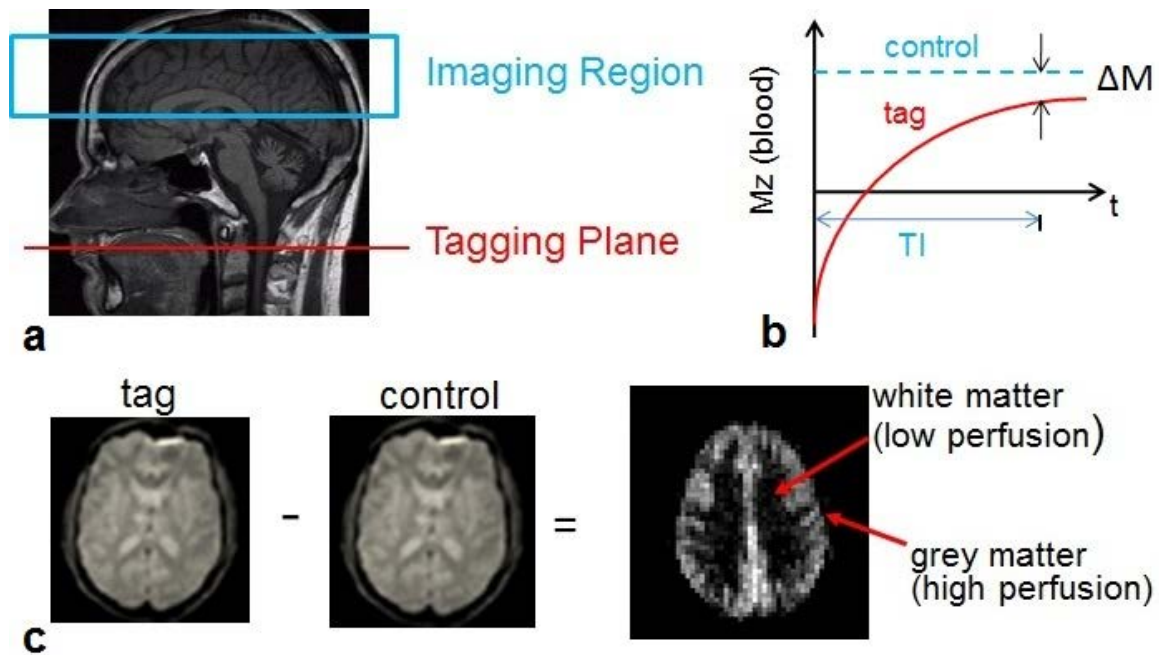 Imaging Region
Tagging Plane
a
control
ΔM
tag
Mz (blood)
t
TI
b
tag
control
-
=
white matter
(low perfusion)
grey matter
(high perfusion)
c